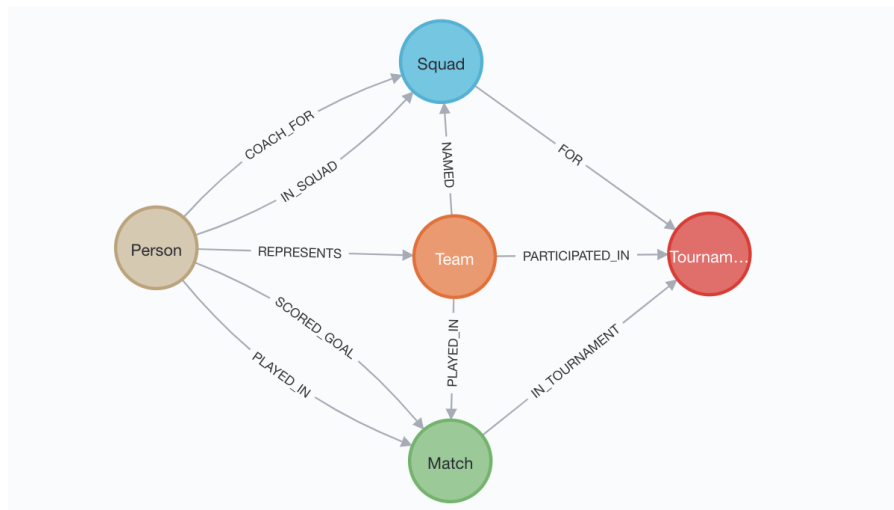 Squad
COACH_FOR
IN_SQUAD
NAMED
FOR
Person
REPRESENTS
Team
PARTICIPATED_IN
Tournam...
SCORED_GOAL
PLAYED_IN
PLAYED_IN
IN_TOURNAMENT
Match